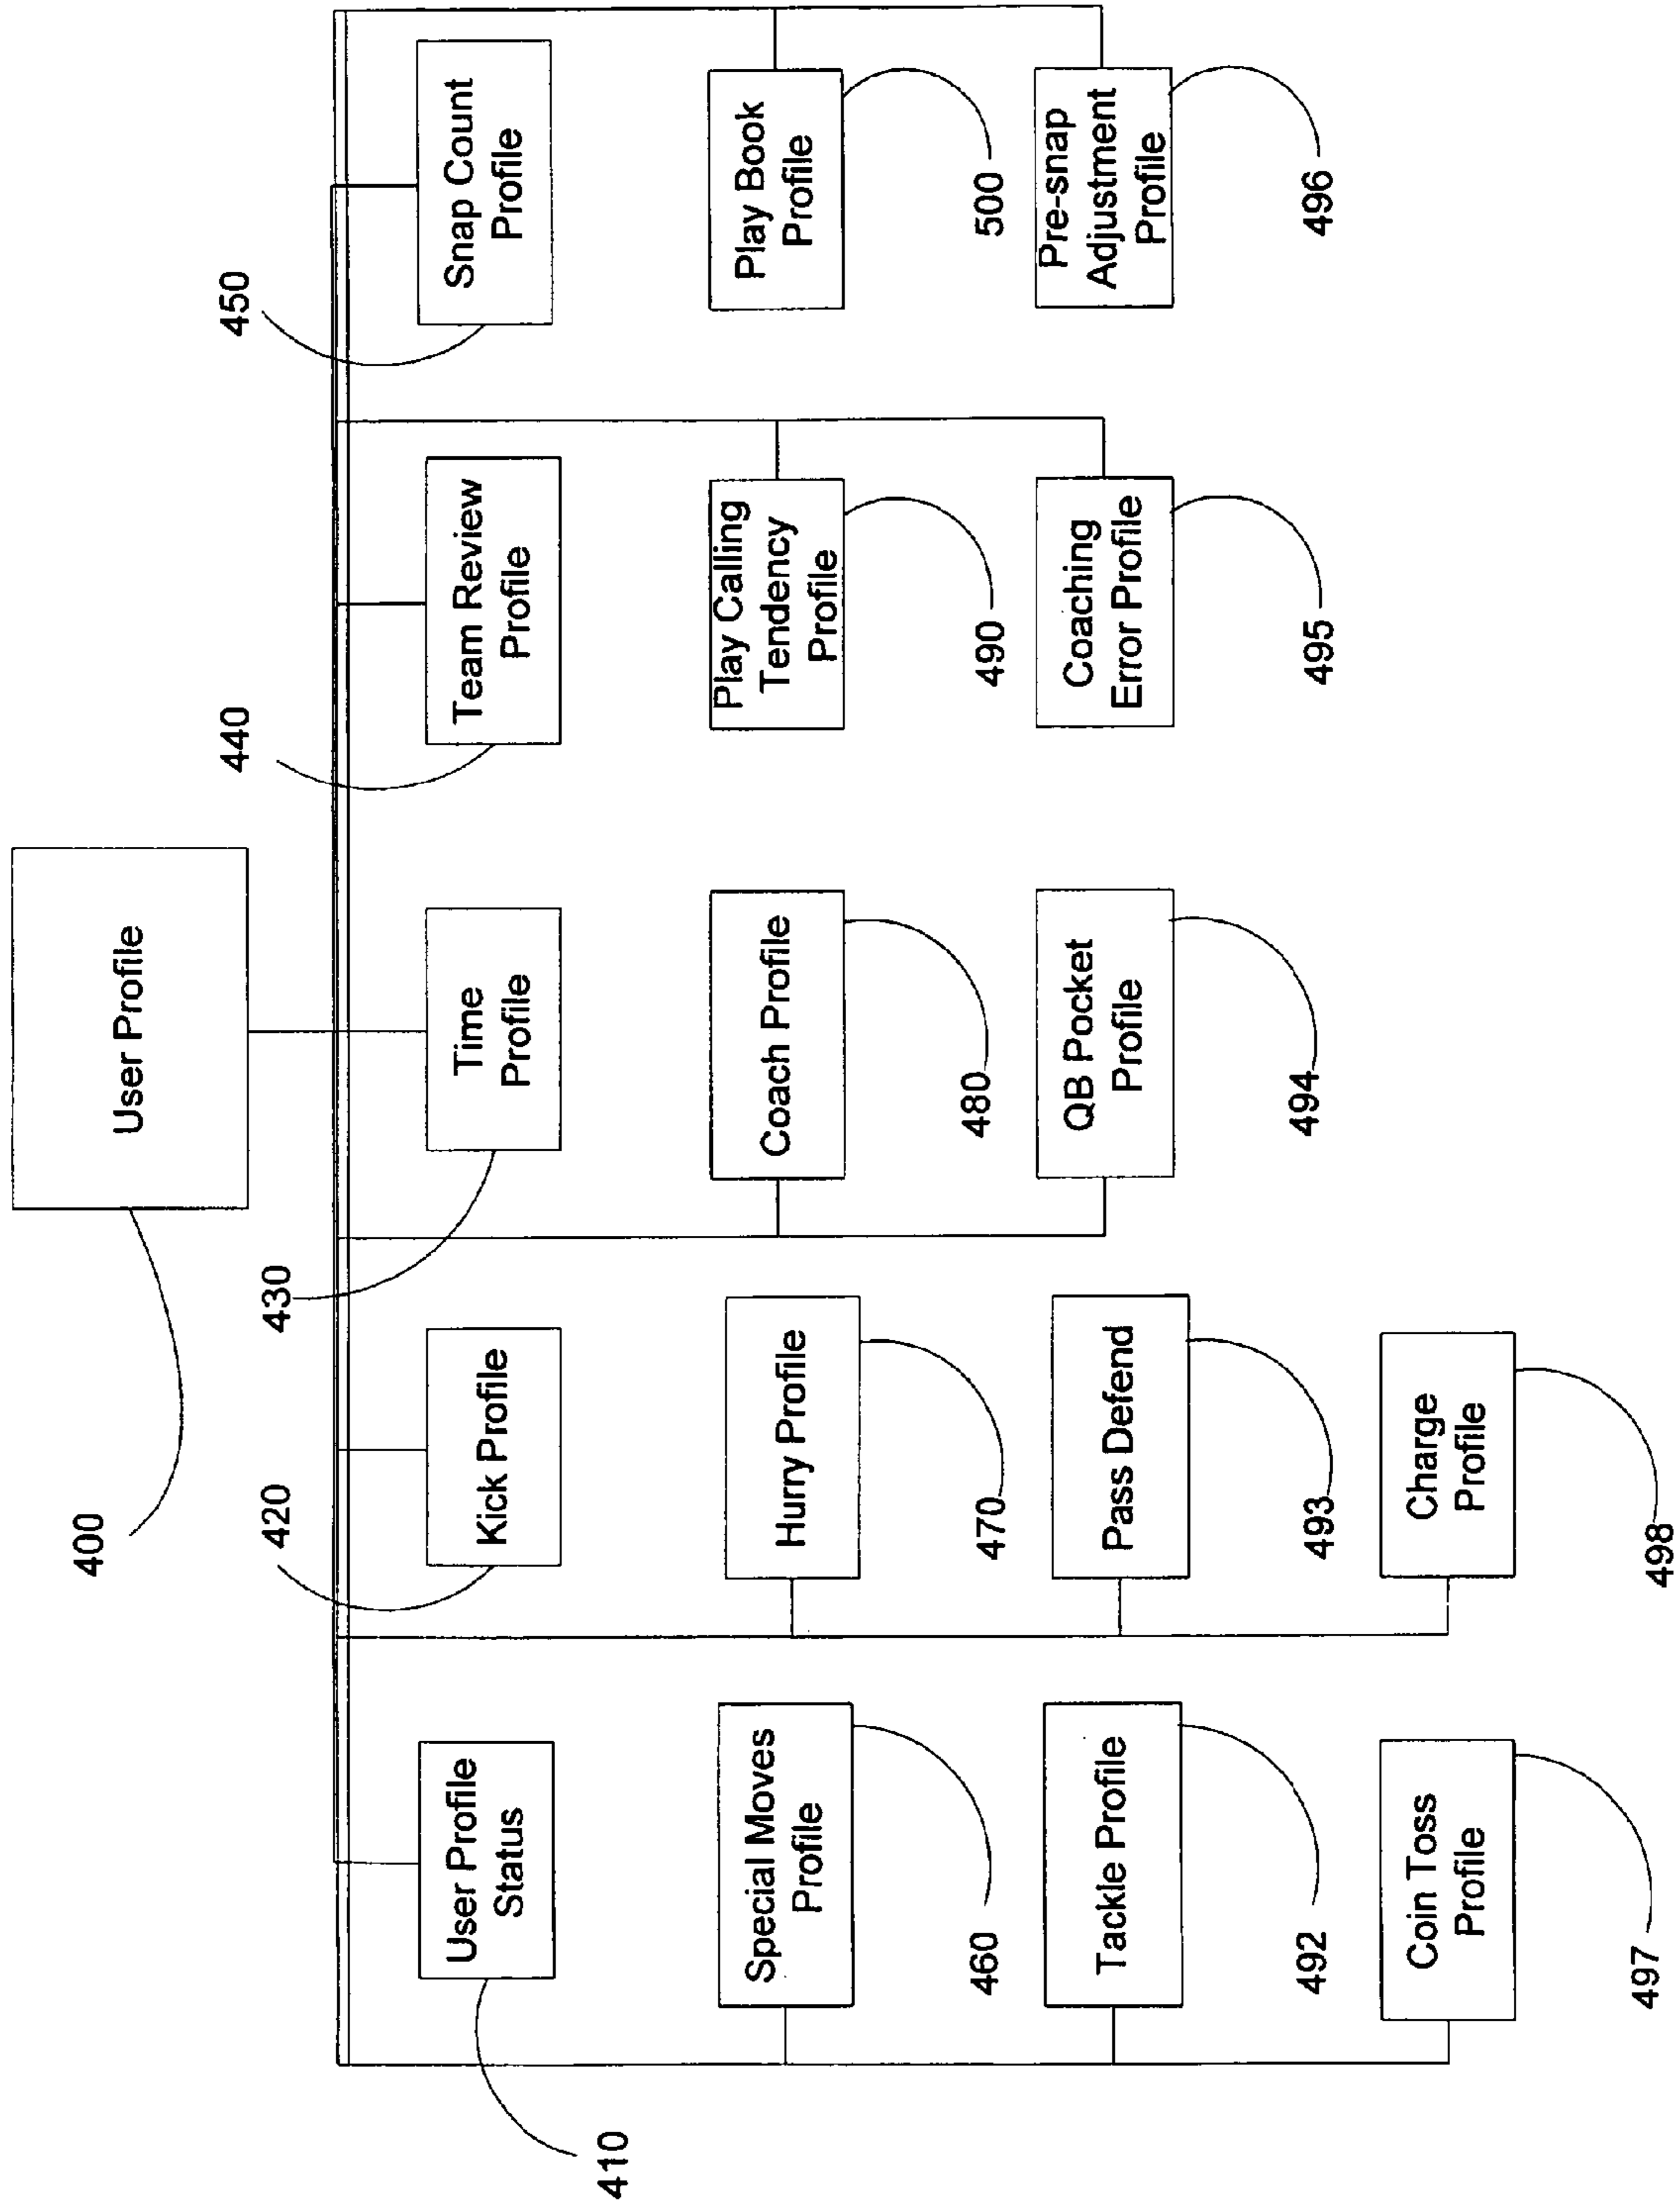 User Profile
400
User Profile
Status
410
Kick Profile
420
Time
Profile
430
Team Review
Profile
440
Snap Count
Profile
450
Special Moves
Profile
460
Hurry Profile
470
Coach Profile
480
Play Calling
Tendency
Profile
490
Play Book
Profile
500
Tackle Profile
492
Pass Defend
493
QB Pocket
Profile
494
Coaching
Error Profile
495
Pre-snap
Adjustment
Profile
496
Coin Toss
Profile
497
Charge
Profile
498